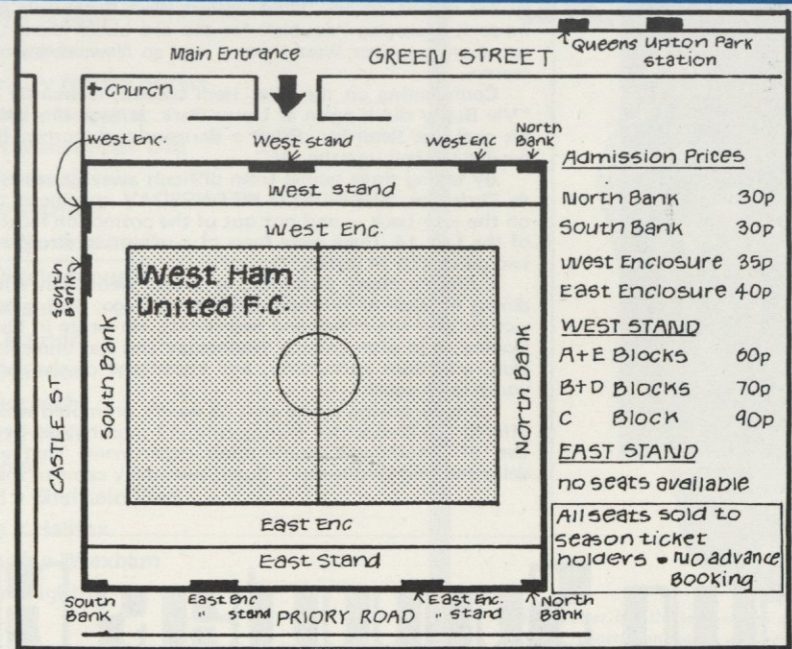 Main Entrance
GREEN STREET
Queens
Upton Park
station
✝ Church
West Enc.
West stand
West Enc
North
Bank
West stand
West Enc.
South
Bank
West Ham
United F.C.
CASTLE ST
South Bank
North Bank
East Enc
East Stand
South
Bank
East Enc
" stand
PRIORY ROAD
East Enc.
" stand
North
Bank
Admission Prices
North Bank 30p
South Bank 30p
West Enclosure 35p
East Enclosure 40p
WEST STAND
A+E Blocks 60p
B+D BLOCKS 70p
C Block 90p
EAST STAND
no seats available
All seats sold to
season ticket
holders • NO advance
Booking